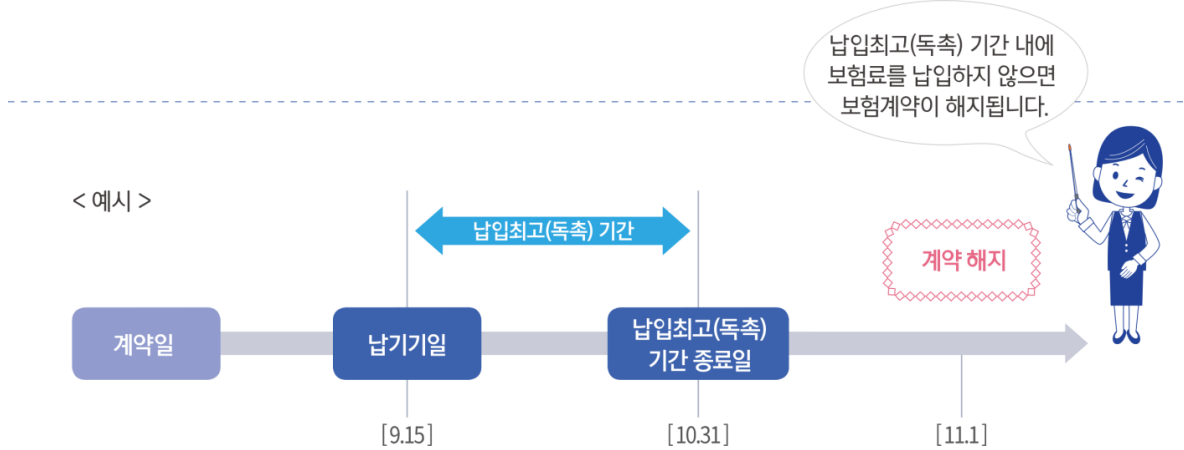 납입최고(독촉) 기간 내에
보험료를 납입하지 않으면
보험계약이 해지됩니다.
< 예시 >
납입최고(독촉) 기간
계약 해지
계약일
납기기일
납입최고(독촉)
기간 종료일
[9.15]
[10.31]
[11.1]